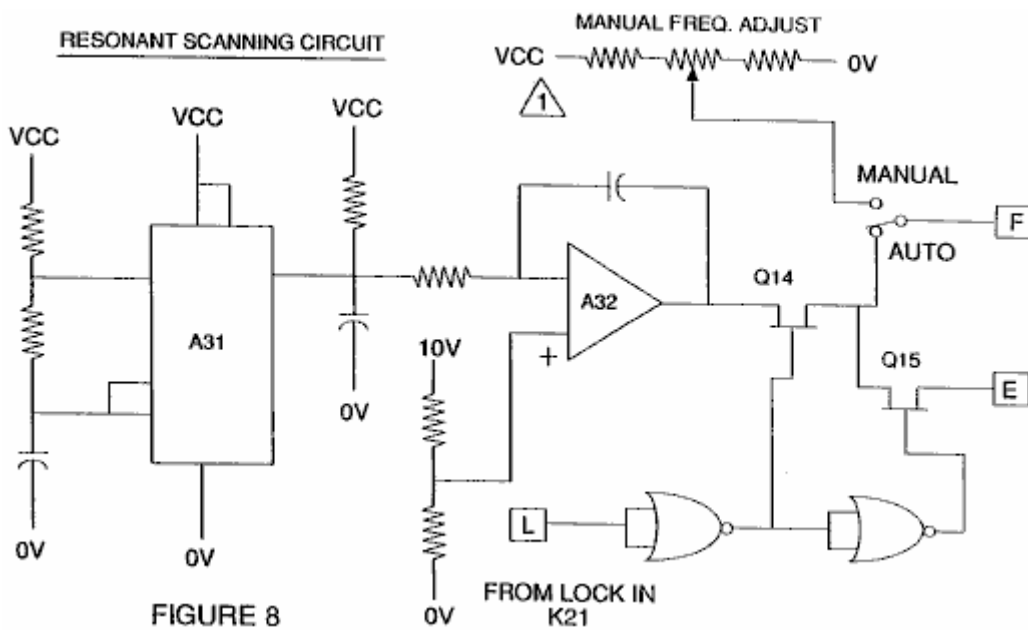 RESONANT SCANNING CIRCUIT
MANUAL FREQ. ADJUST
VCC
0V
1
VCC
VCC
VCC
MANUAL
F
AUTO
A31
A32
+
Q14
Q15
E
10V
0V
L
0V
0V
0V
FROM LOCK IN
K21
FIGURE 8